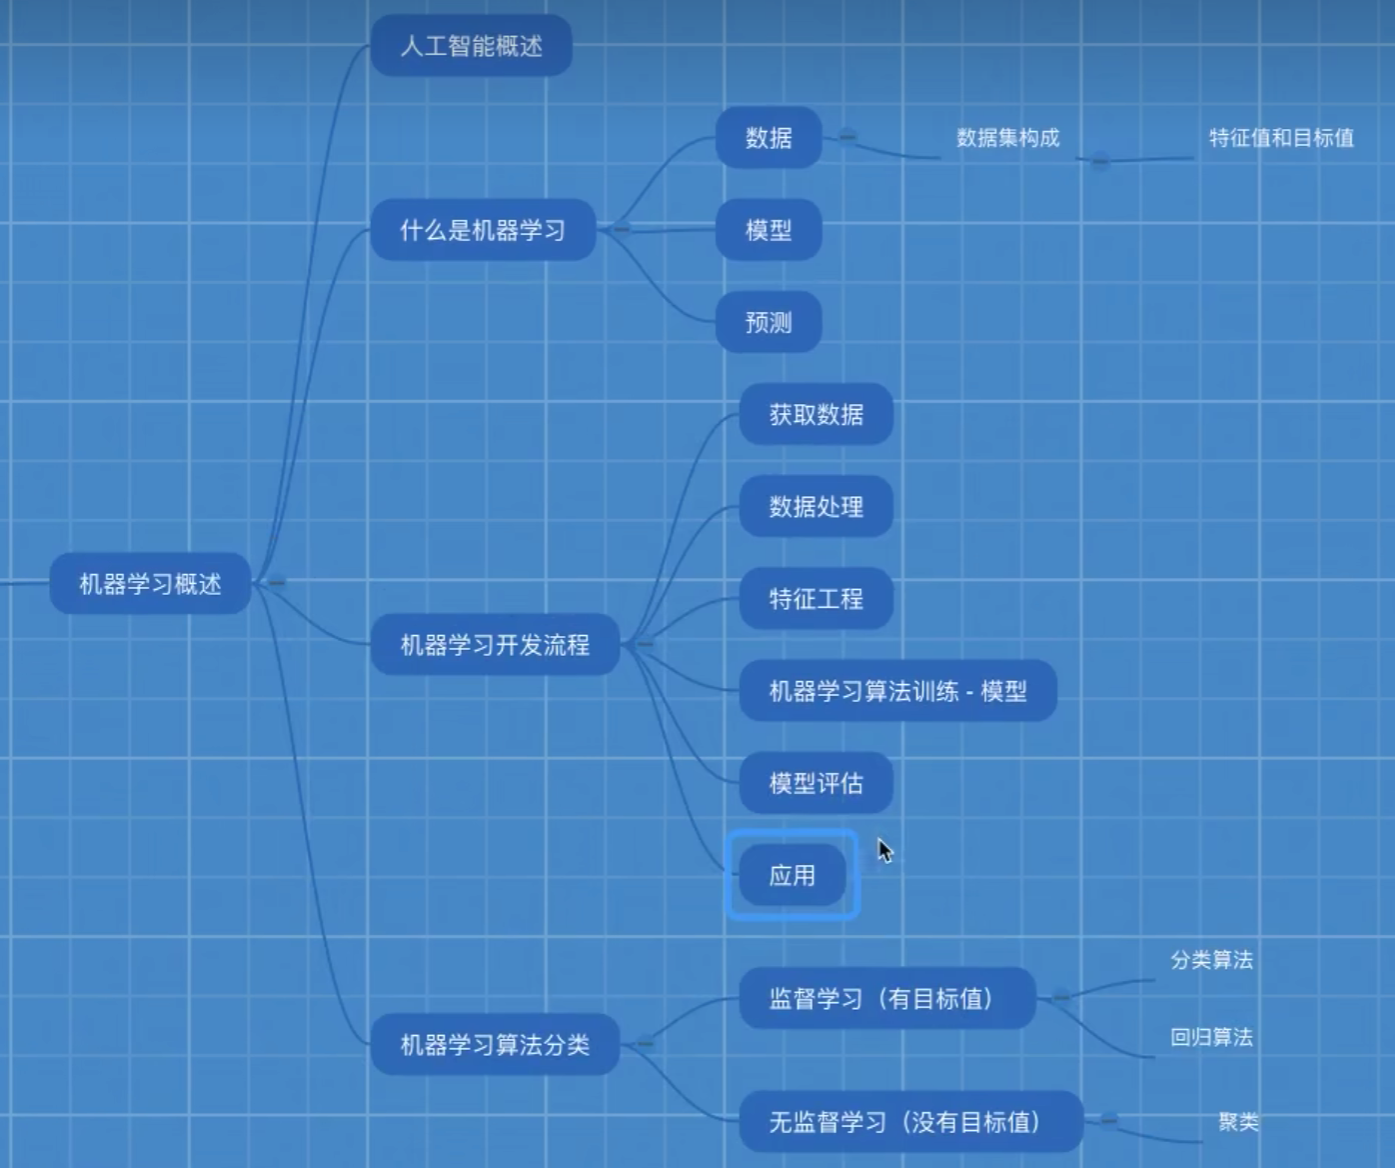 人工智能概述
数据
数据集构成
特征值和目标值
什么是机器学习
模型
预测
获取数据
数据处理
特征工程
机器学习概述
机器学习开发流程
机器学习算法训练 - 模型
模型评估
应用
分类算法
监督学习（有目标值）
回归算法
机器学习算法分类
无监督学习（没有目标值）
聚类